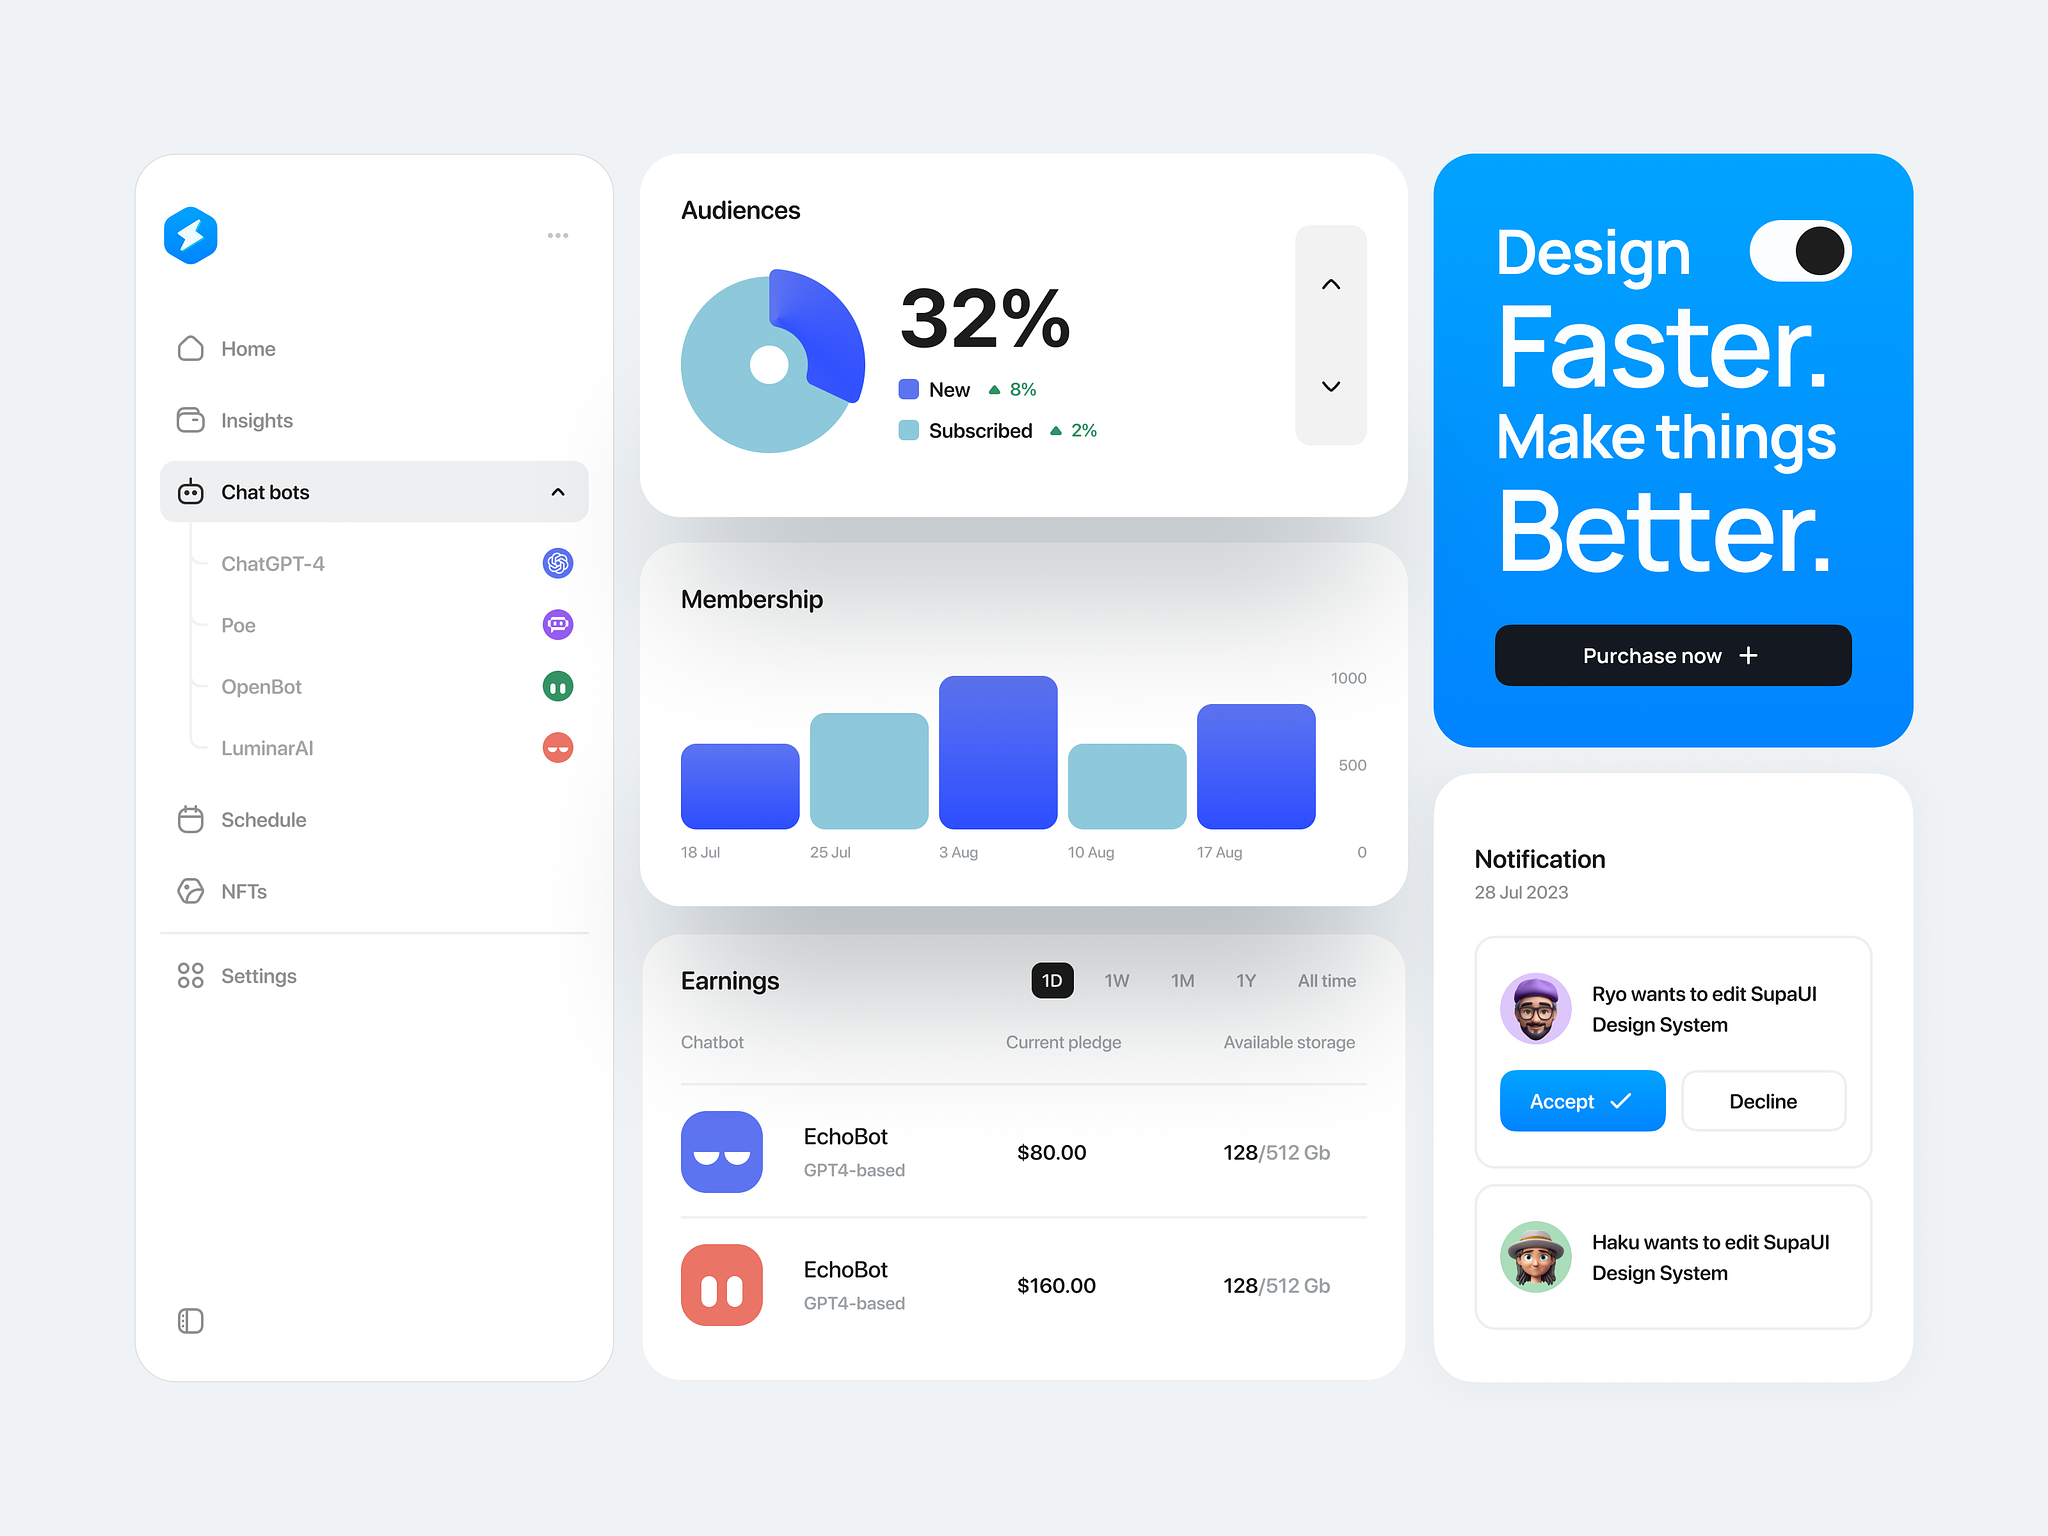 Home
Insights
Chat bots
ChatGPT-4
Poe
OpenBot
LuminarAI
Schedule
NFTs
Settings
Audiences
32%
New 8%
Subscribed 2%
Membership
1000
500
18 Jul 25 Jul 3 Aug 10 Aug 17 Aug 0
Earnings 1D 1W 1M 1Y All time
Chatbot Current pledge Available storage
EchoBot
GPT4-based
$80.00
128/512 Gb
EchoBot
GPT4-based
$160.00
128/512 Gb
Design
Faster.
Make things
Better.
Purchase now
Notification
28 Jul 2023
Ryo wants to edit SupaUI
Design System
Accept Decline
Haku wants to edit SupaUI
Design System